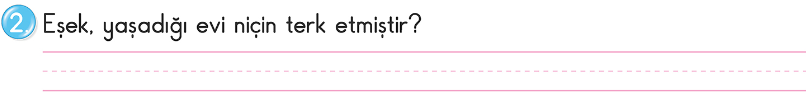 2. Eşek, yaşadığı evi niçin terk etmiştir?